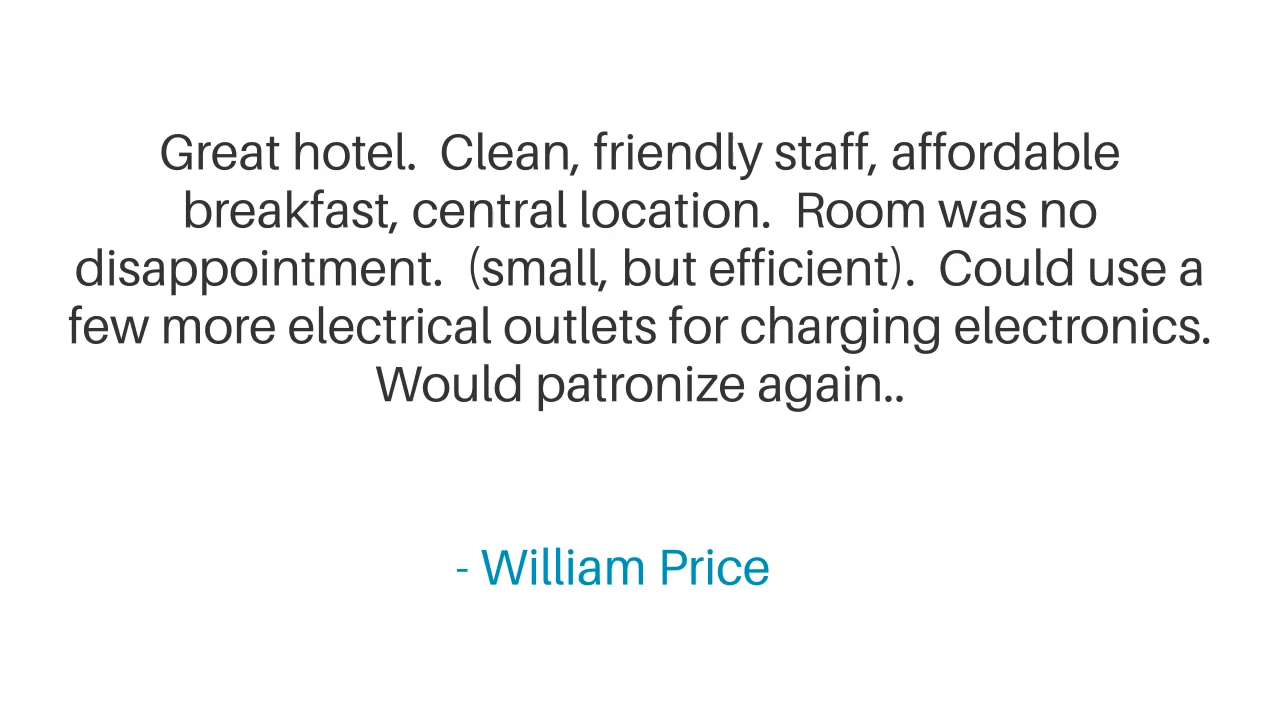 Great hotel.  Clean, friendly staff, affordable
breakfast, central location.  Room was no
disappointment.  (small, but efficient).  Could use a
few more electrical outlets for charging electronics.
Would patronize again..
- William Price